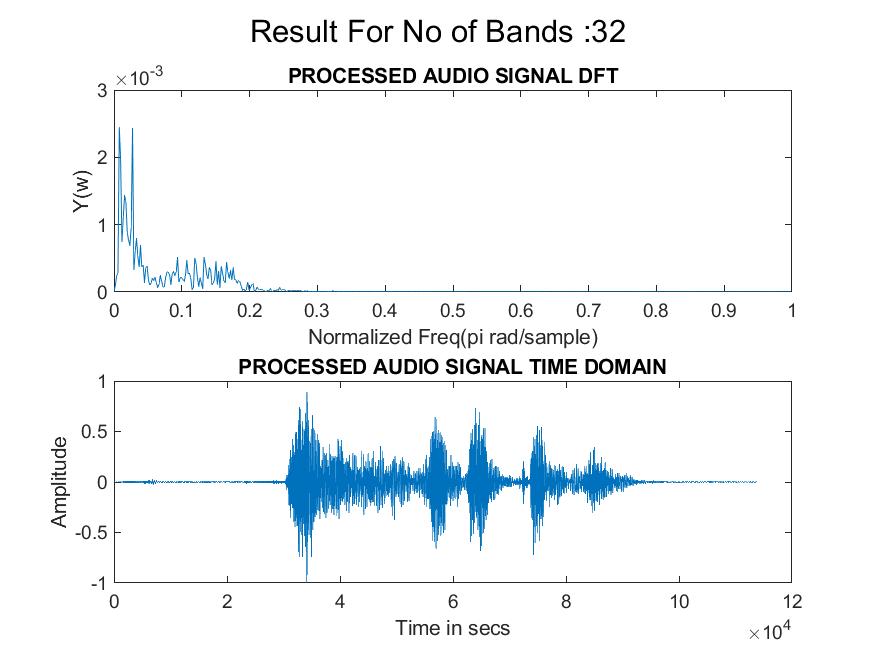 Result For No of Bands :32
×10-3
PROCESSED AUDIO SIGNAL DFT
3
2
1
0
Y(w)
0 0.1 0.2 0.3 0.4 0.5 0.6 0.7 0.8 0.9 1
Normalized Freq(pi rad/sample)
PROCESSED AUDIO SIGNAL TIME DOMAIN
1
0.5
0
-0.5
-1
Amplitude
0 2 4 6 8 10 12
Time in secs
×104